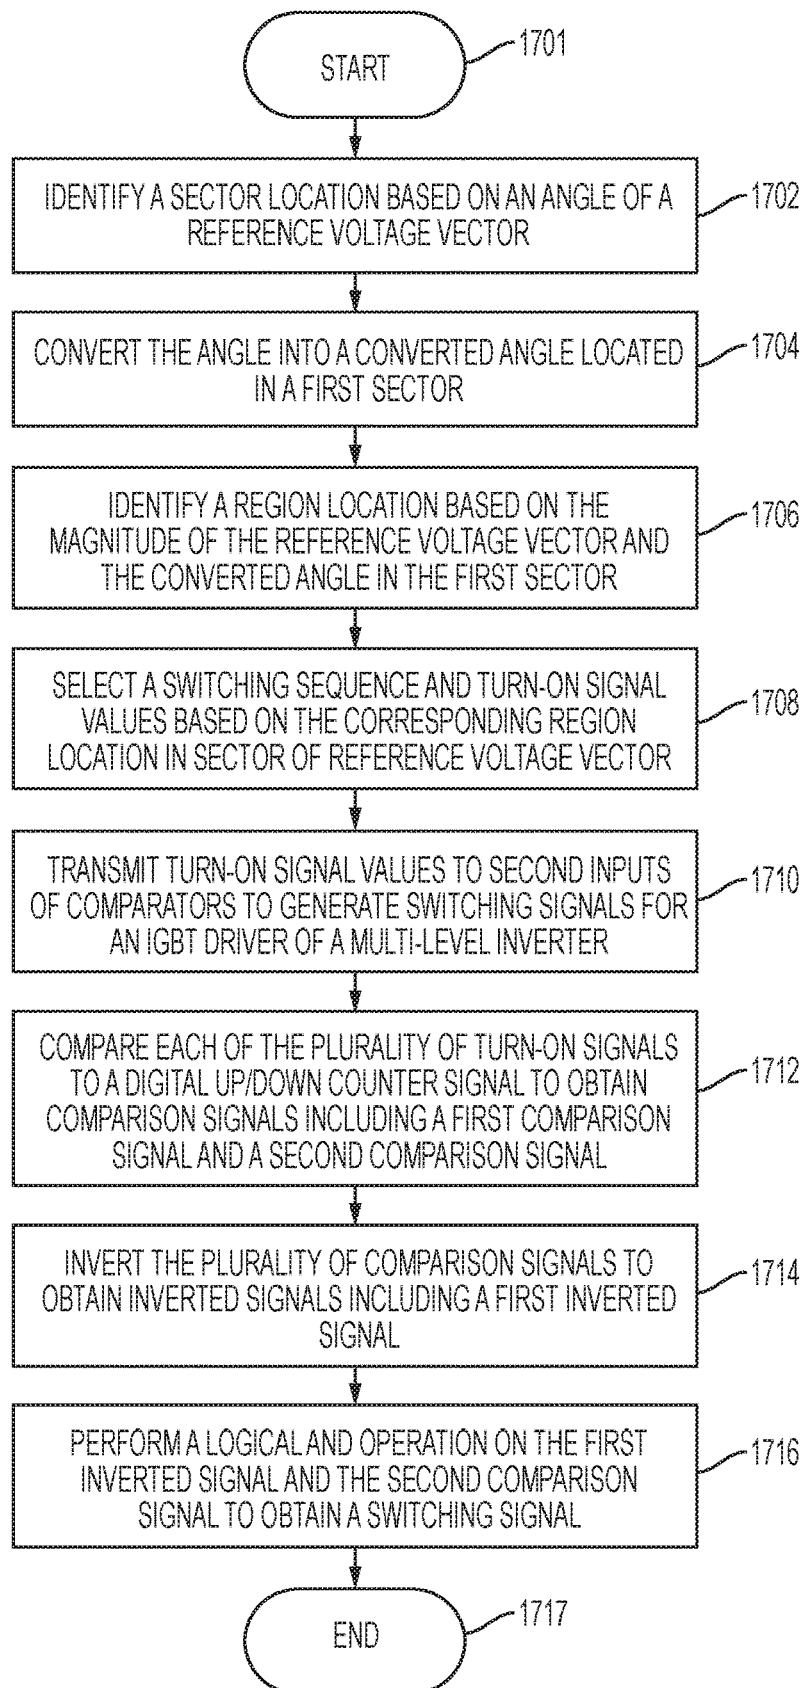 START
1701
IDENTIFY A SECTOR LOCATION BASED ON AN ANGLE OF A
REFERENCE VOLTAGE VECTOR
1702
CONVERT THE ANGLE INTO A CONVERTED ANGLE LOCATED
IN A FIRST SECTOR
1704
IDENTIFY A REGION LOCATION BASED ON THE
MAGNITUDE OF THE REFERENCE VOLTAGE VECTOR AND
THE CONVERTED ANGLE IN THE FIRST SECTOR
1706
SELECT A SWITCHING SEQUENCE AND TURN-ON SIGNAL
VALUES BASED ON THE CORRESPONDING REGION
LOCATION IN SECTOR OF REFERENCE VOLTAGE VECTOR
1708
TRANSMIT TURN-ON SIGNAL VALUES TO SECOND INPUTS
OF COMPARATORS TO GENERATE SWITCHING SIGNALS FOR
AN IGBT DRIVER OF A MULTI-LEVEL INVERTER
1710
COMPARE EACH OF THE PLURALITY OF TURN-ON SIGNALS
TO A DIGITAL UP/DOWN COUNTER SIGNAL TO OBTAIN
COMPARISON SIGNALS INCLUDING A FIRST COMPARISON
SIGNAL AND A SECOND COMPARISON SIGNAL
1712
INVERT THE PLURALITY OF COMPARISON SIGNALS TO
OBTAIN INVERTED SIGNALS INCLUDING A FIRST INVERTED
SIGNAL
1714
PERFORM A LOGICAL AND OPERATION ON THE FIRST
INVERTED SIGNAL AND THE SECOND COMPARISON
SIGNAL TO OBTAIN A SWITCHING SIGNAL
1716
END
1717